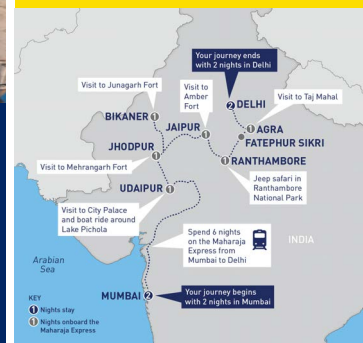 Your journey ends
with 2 nights in Delhi
Visit to Junagarh Fort
Visit to
Amber
Fort
2 DELHI
Visit to Taj Mahal
BIKANER 1
JAIPUR 1
1 AGRA
FATEPHUR SIKRI
JHODPUR 1
1 RANTHAMBORE
Visit to Mehrangarh Fort
UDAIPUR 1
Jeep safari in
Ranthambore
National Park
Visit to City Palace
and boat ride around
Lake Pichola
Spend 6 nights
on the Maharaja
Express from
Mumbai to Delhi
INDIA
Arabian
Sea
MUMBAI 2
Your journey begins
with 2 nights in Mumbai
KEY
1 Nights stay
1 Nights onboard the
Maharaja Express